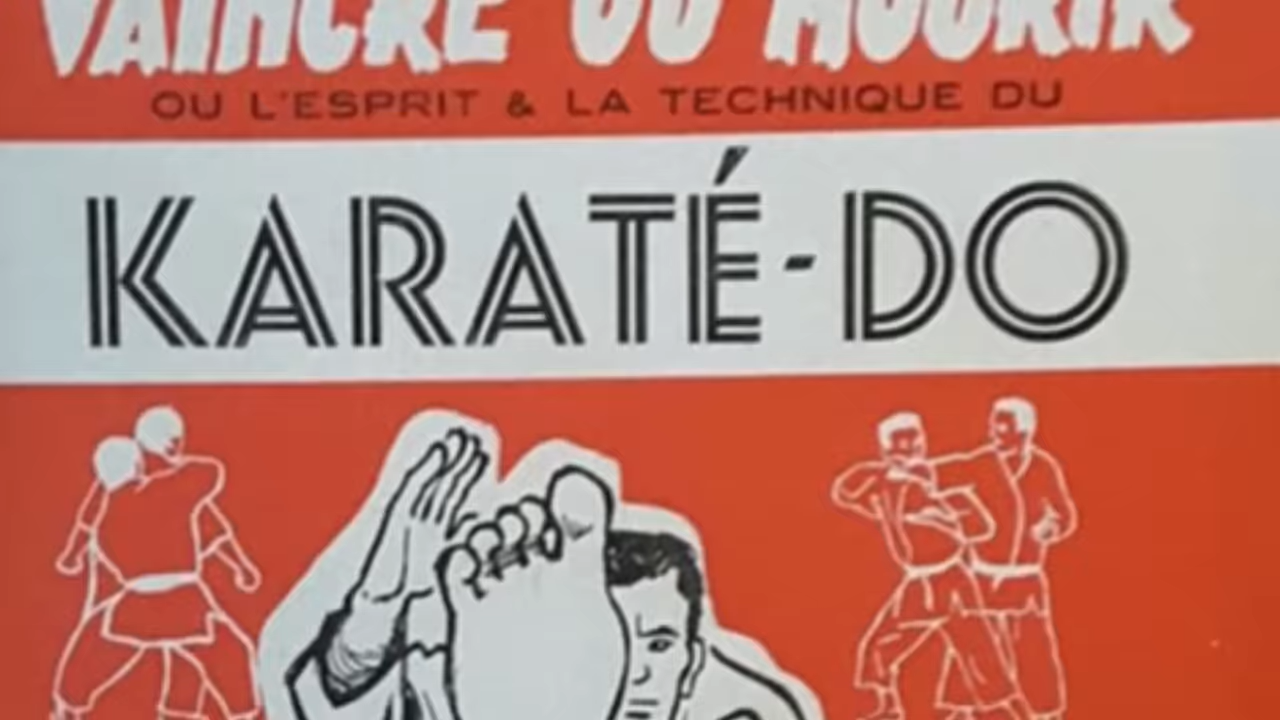 VAINCRE OU MOURIR
OU L'ESPRIT & LA TECHNIQUE DU
KARATÉ-DO